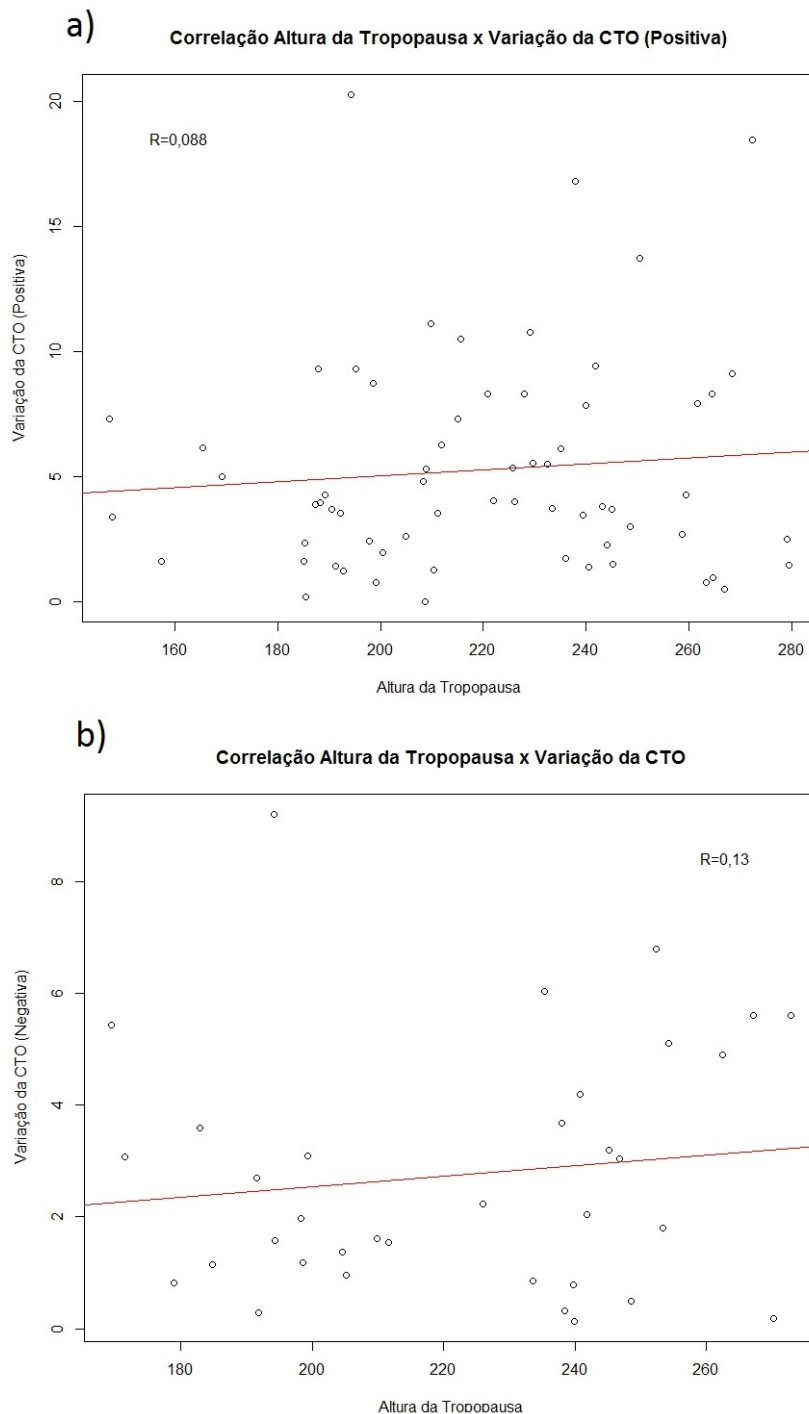 a)
Correlação Altura da Tropopausa x Variação da CTO (Positiva)
R=0,088
Variação da CTO (Positiva)
20
15
10
5
0
160 180 200 220 240 260 280
Altura da Tropopausa
b)
Correlação Altura da Tropopausa x Variação da CTO
R=0,13
Variação da CTO (Negativa)
8
6
4
2
0
180 200 220 240 260
Altura da Tropopausa